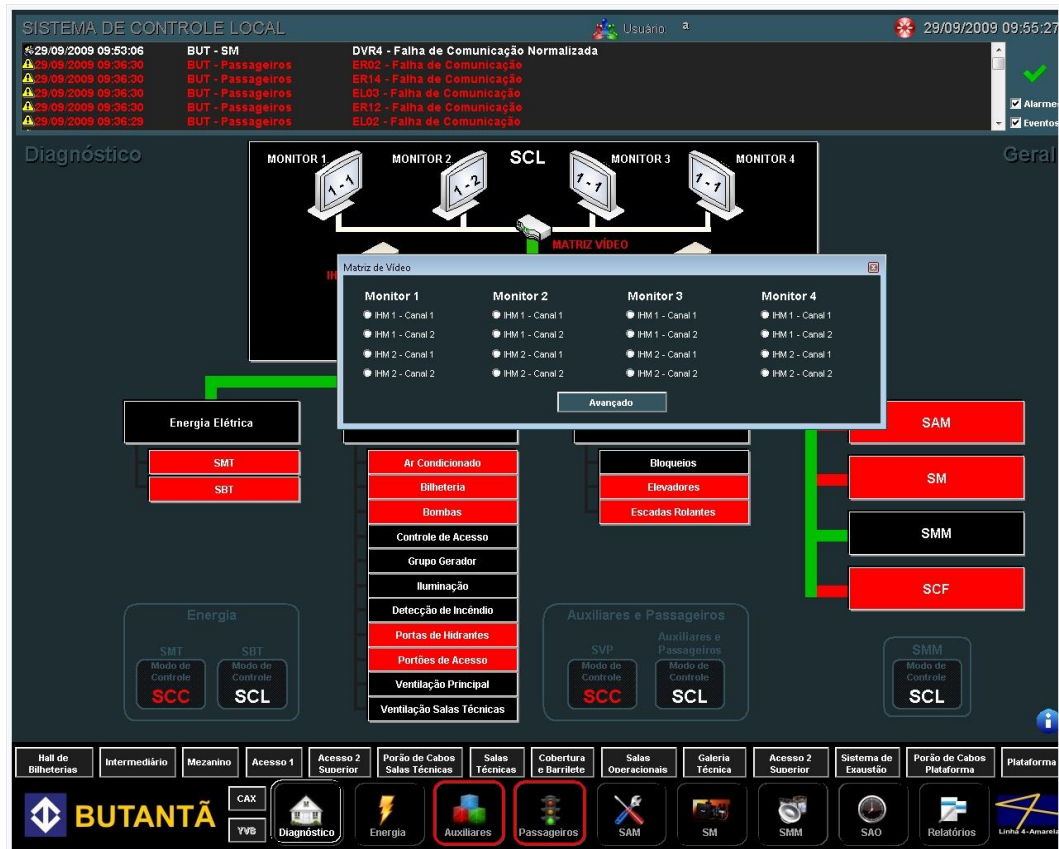 SISTEMA DE CONTROLE LOCAL
Usuário: a
29/09/2009 09:55:27
29/09/2009 09:53:06 BUT - SM DVR4 - Falha de Comunicação Normalizada
29/09/2009 09:36:30 BUT - Passageiros ER02 - Falha de Comunicação
29/09/2009 09:36:30 BUT - Passageiros ER14 - Falha de Comunicação
29/09/2009 09:36:30 BUT - Passageiros EL03 - Falha de Comunicação
29/09/2009 09:36:30 BUT - Passageiros ER12 - Falha de Comunicação
29/09/2009 09:36:29 BUT - Passageiros EL02 - Falha de Comunicação
Alarmes
Eventos
Diagnóstico
Geral
MONITOR 1 MONITOR 2 SCL MONITOR 3 MONITOR 4
1-1 1-2 1-1 1-1
MATRIZ VÍDEO
Matriz de Vídeo
Monitor 1 Monitor 2 Monitor 3 Monitor 4
IHM 1 - Canal 1 IHM 1 - Canal 1 IHM 1 - Canal 1 IHM 1 - Canal 1
IHM 1 - Canal 2 IHM 1 - Canal 2 IHM 1 - Canal 2 IHM 1 - Canal 2
IHM 2 - Canal 1 IHM 2 - Canal 1 IHM 2 - Canal 1 IHM 2 - Canal 1
IHM 2 - Canal 2 IHM 2 - Canal 2 IHM 2 - Canal 2 IHM 2 - Canal 2
Avançado
Energia Elétrica
SMT
SBT
Ar Condicionado
Bilheteria
Bombas
Controle de Acesso
Grupo Gerador
Iluminação
Detecção de Incêndio
Portas de Hidrantes
Portões de Acesso
Ventilação Principal
Ventilação Salas Técnicas
Bloqueios
Elevadores
Escadas Rolantes
SAM
SM
SMM
SCF
Energia
SMT SBT
Modo de Controle Modo de Controle
SCC SCL
Auxiliares e Passageiros
SVP Auxiliares e Passageiros
Modo de Controle Modo de Controle
SCC SCL
SMM
Modo de Controle
SCL
Hall de Bilheterias
Intermediário
Mezanino
Acesso 1
Acesso 2 Superior
Porão de Cabos Salas Técnicas
Salas Técnicas
Cobertura e Barrilete
Salas Operacionais
Galeria Técnica
Acesso 2 Superior
Sistema de Exaustão
Porão de Cabos Plataforma
Plataforma
BUTANTÃ
CAX
YVB
Diagnóstico
Energia
Auxiliares
Passageiros
SAM
SM
SMM
SAO
Relatórios
Linha 4-Amarela